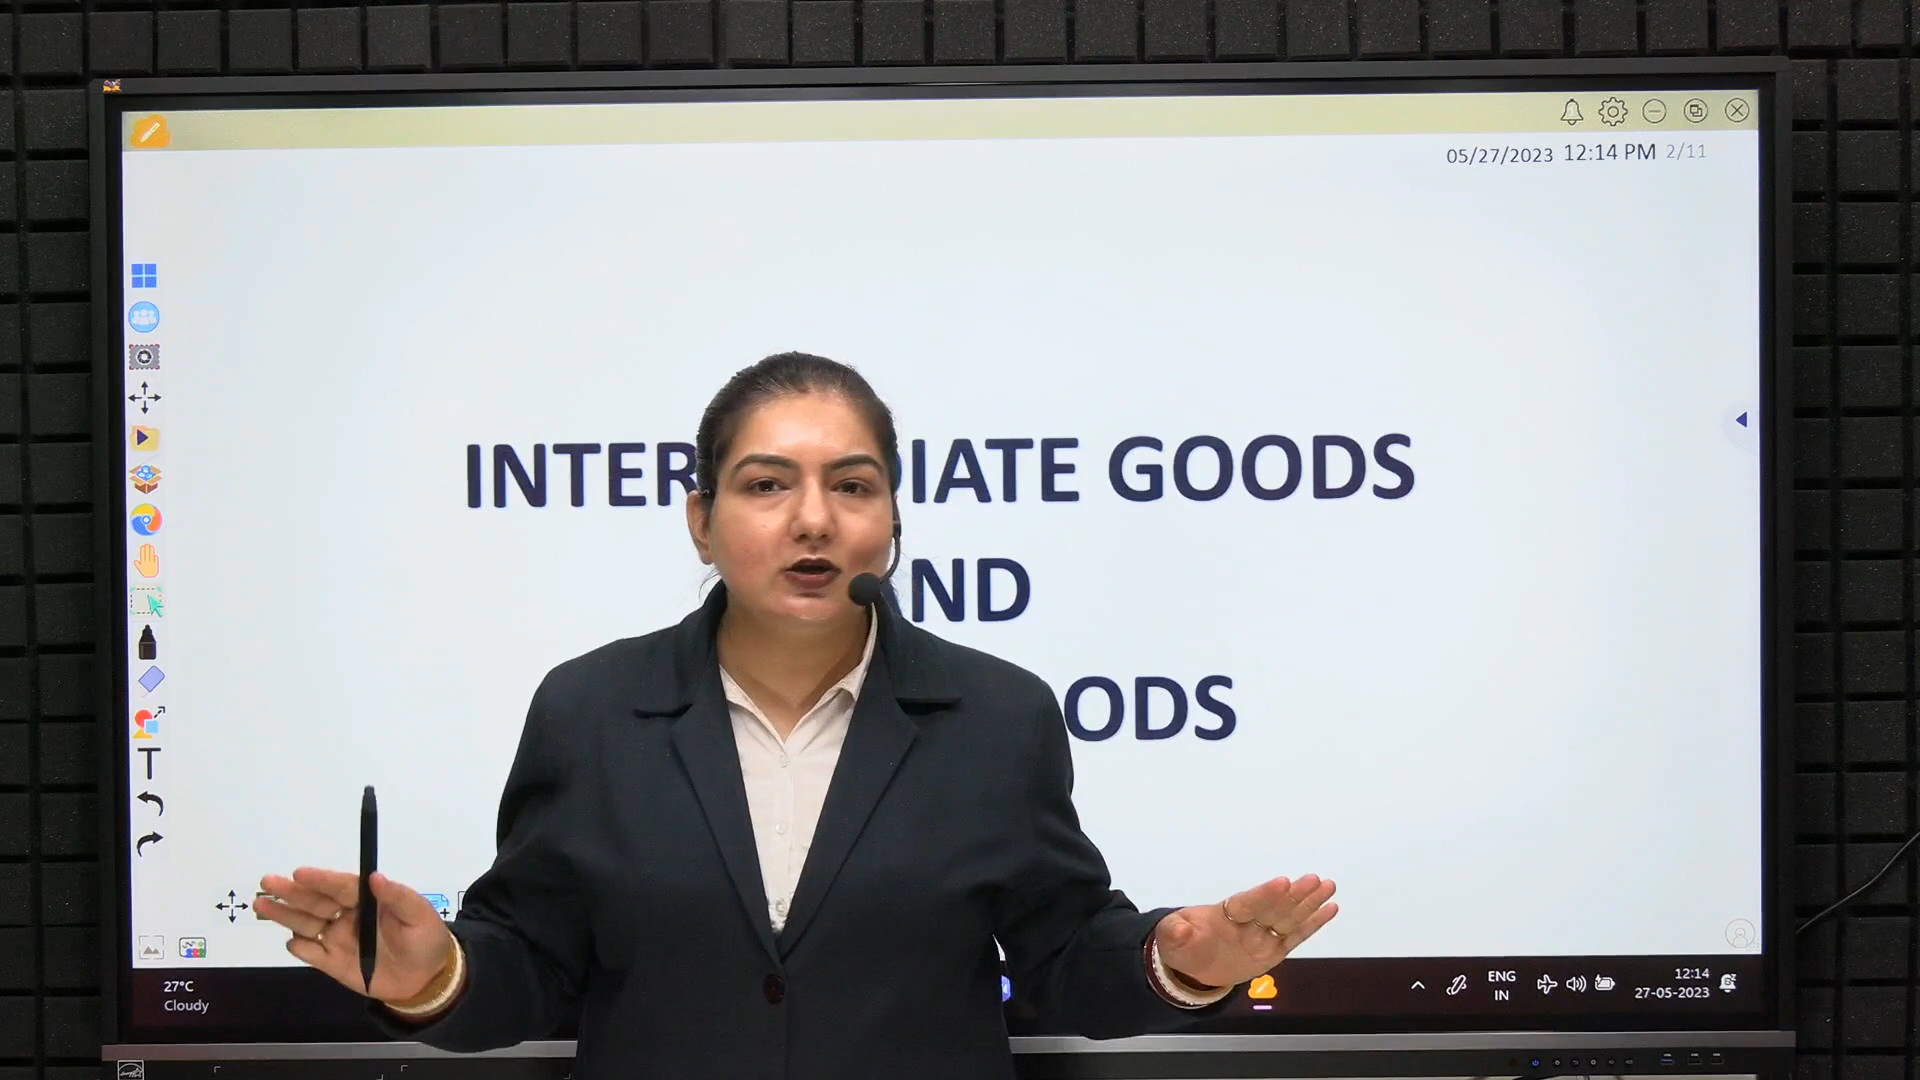 05/27/2023 12:14 PM 2/11
INTER IATE GOODS
ND
OODS
T
27°C
Cloudy
ENG
IN
12:14
27-05-2023